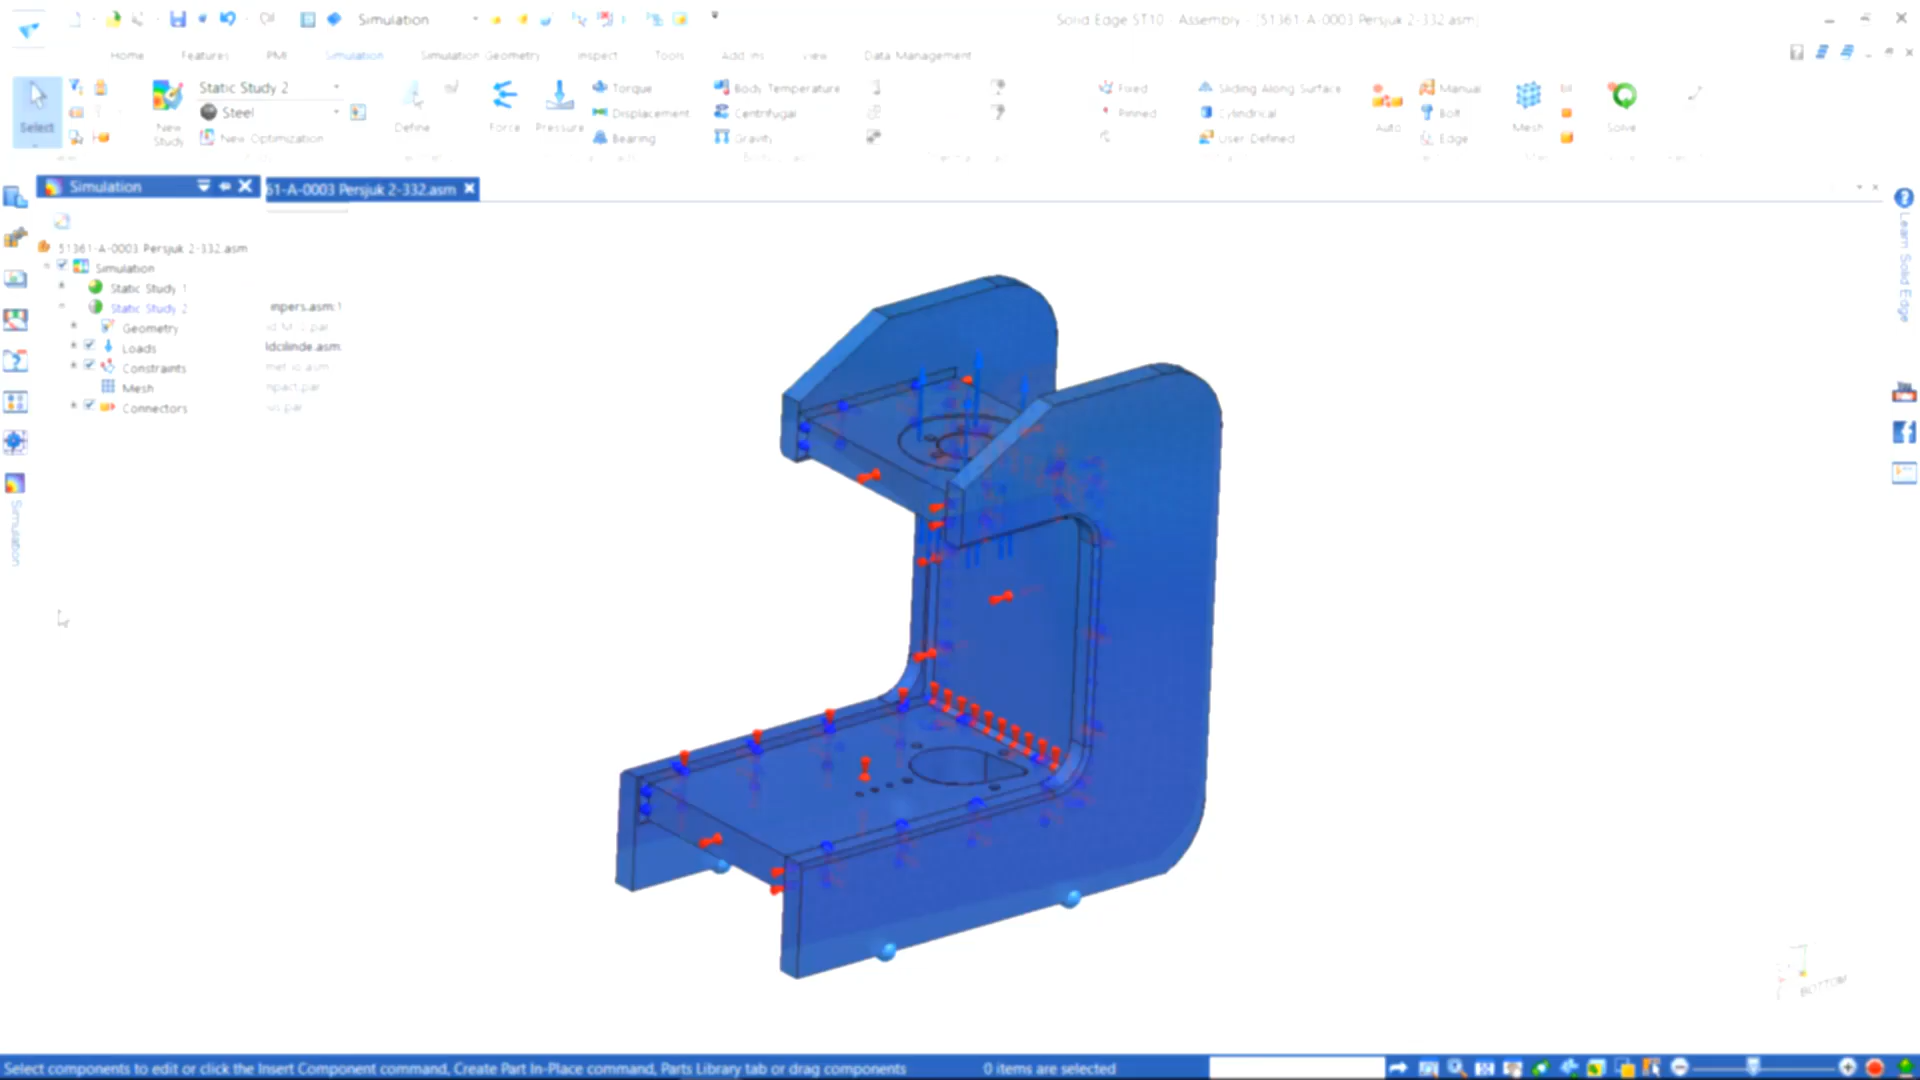 Simulation
Solid Edge ST10 - Assembly - [51361-A-0003 Persjuk 2-332.asm]
Home Features PMI Simulation Simulation Geometry Inspect Tools Add Ins View Data Management
Select
New Study
Static Study 2
Steel
New Optimization
Define
Force
Pressure
Torque
Displacement
Bearing
Body Temperature
Centrifugal
Gravity
Fixed
Pinned
Sliding Along Surface
Cylindrical
User Defined
Auto
Manual
Bolt
Edge
Mesh
Solve
Simulation
61-A-0003 Persjuk 2-332.asm
51361-A-0003 Persjuk 2-332.asm
Simulation
Static Study 1
Static Study 2
Geometry
Loads
Constraints
Mesh
Connectors
mpers.asm:1
ldcilinde.asm
Simulation
Learn Solid Edge
BOTTOM
Select components to edit or click the Insert Component command, Create Part In-Place command, Parts Library tab or drag components
0 items are selected